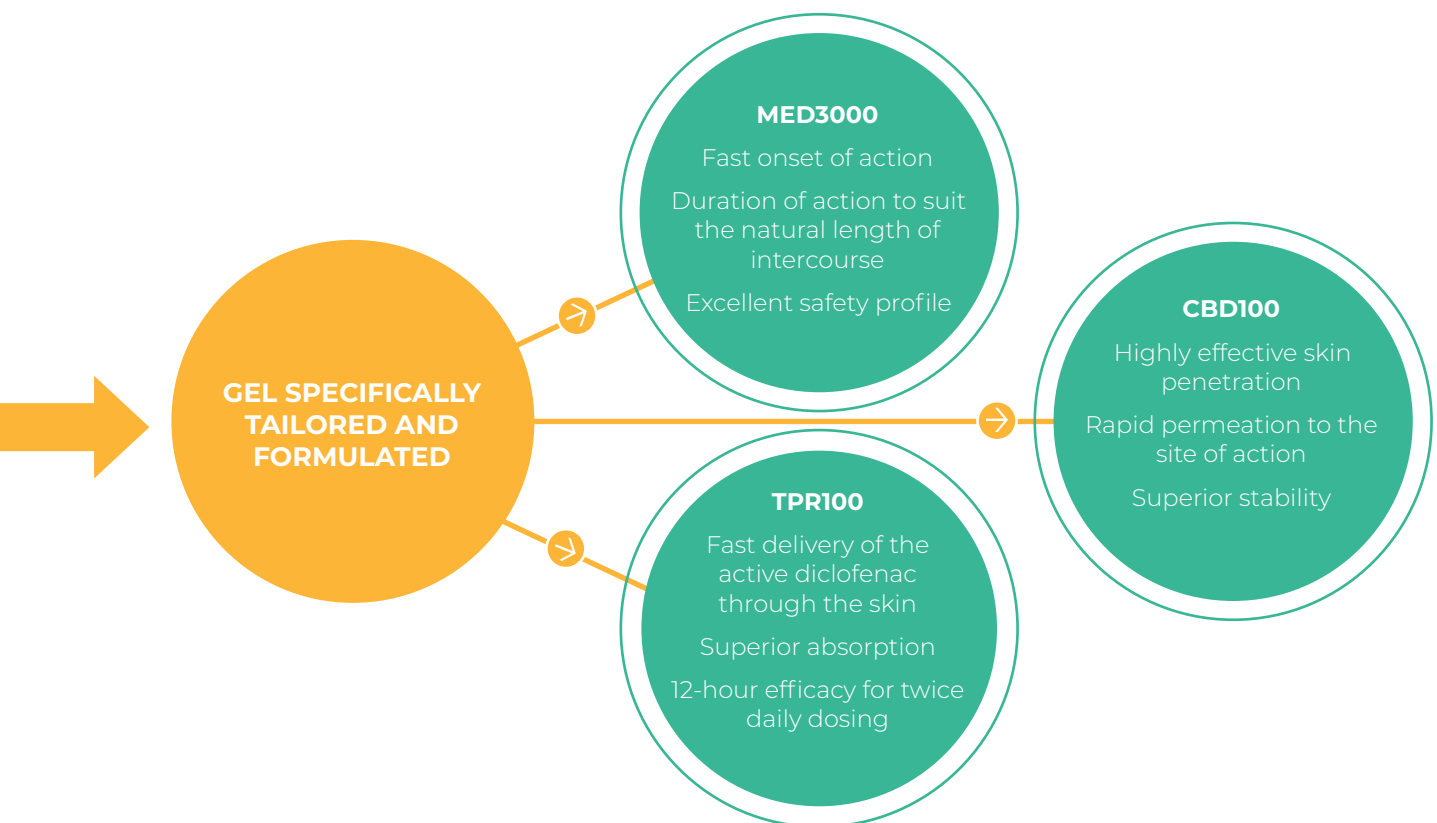 GEL SPECIFICALLY
TAILORED AND
FORMULATED
MED3000
Fast onset of action
Duration of action to suit
the natural length of
intercourse
Excellent safety profile
CBD100
Highly effective skin
penetration
Rapid permeation to the
site of action
Superior stability
TPR100
Fast delivery of the
active diclofenac
through the skin
Superior absorption
12-hour efficacy for twice
daily dosing